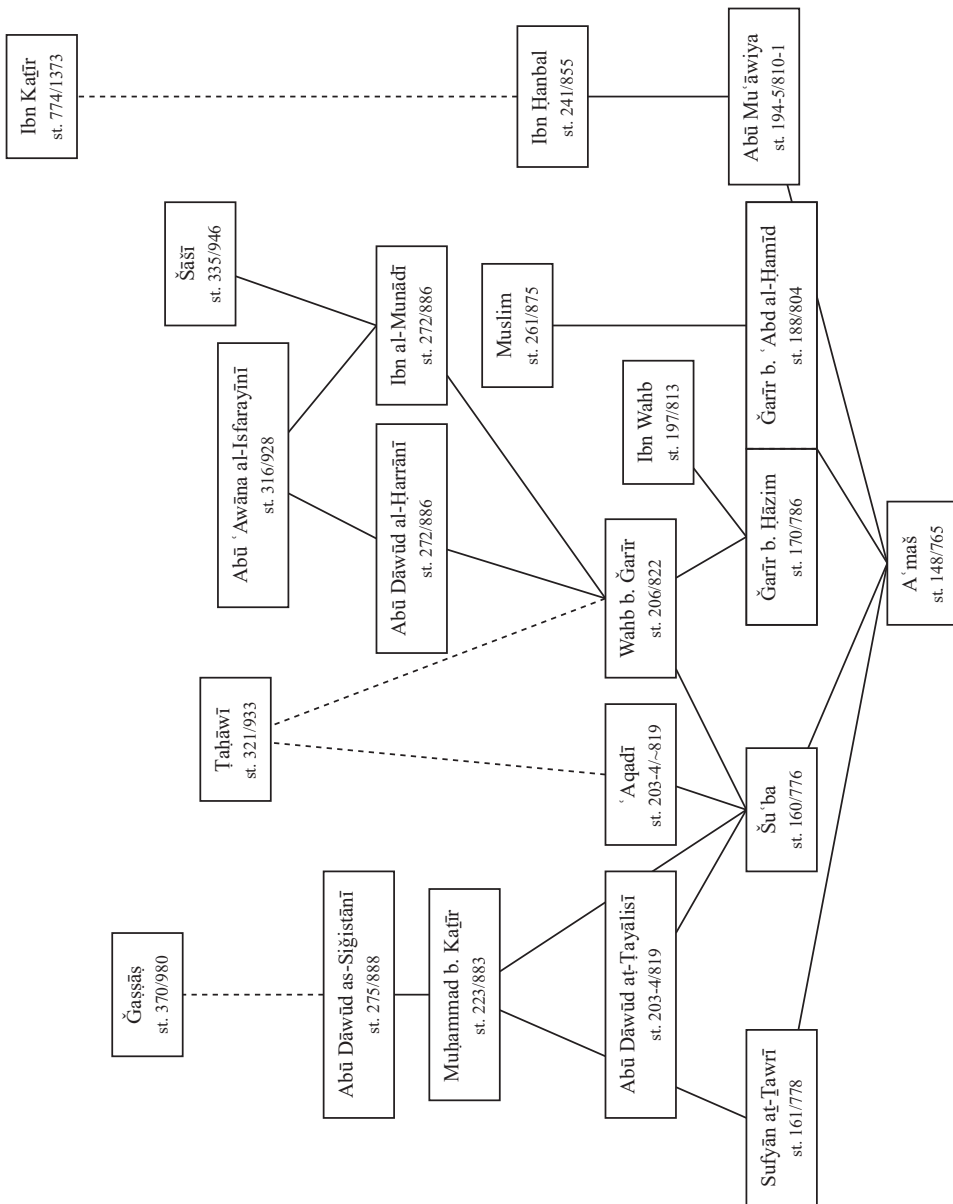 Ǧaṣṣāṣ
st. 370/980
Abū Dāwūd as-Siǧistānī
st. 275/888
Muḥammad b. Kaṯīr
st. 223/883
Abū Dāwūd aṭ-Ṭayālisī
st. 203-4/819
Sufyān aṯ-Ṯawrī
st. 161/778
Ṭaḥāwī
st. 321/933
ʿAqadī
st. 203-4/~819
Šuʿba
st. 160/776
Abū ʿAwāna al-Isfarayīnī
st. 316/928
Šāšī
st. 335/946
Abū Dāwūd al-Ḥarrānī
st. 272/886
Ibn al-Munādī
st. 272/886
Wahb b. Ǧarīr
st. 206/822
Ibn Wahb
st. 197/813
Muslim
st. 261/875
Ǧarīr b. Ḥāzim
st. 170/786
Ǧarīr b. ʿAbd al-Ḥamīd
st. 188/804
Aʿmaš
st. 148/765
Ibn Kaṯīr
st. 774/1373
Ibn Ḥanbal
st. 241/855
Abū Muʿāwiya
st. 194-5/810-1